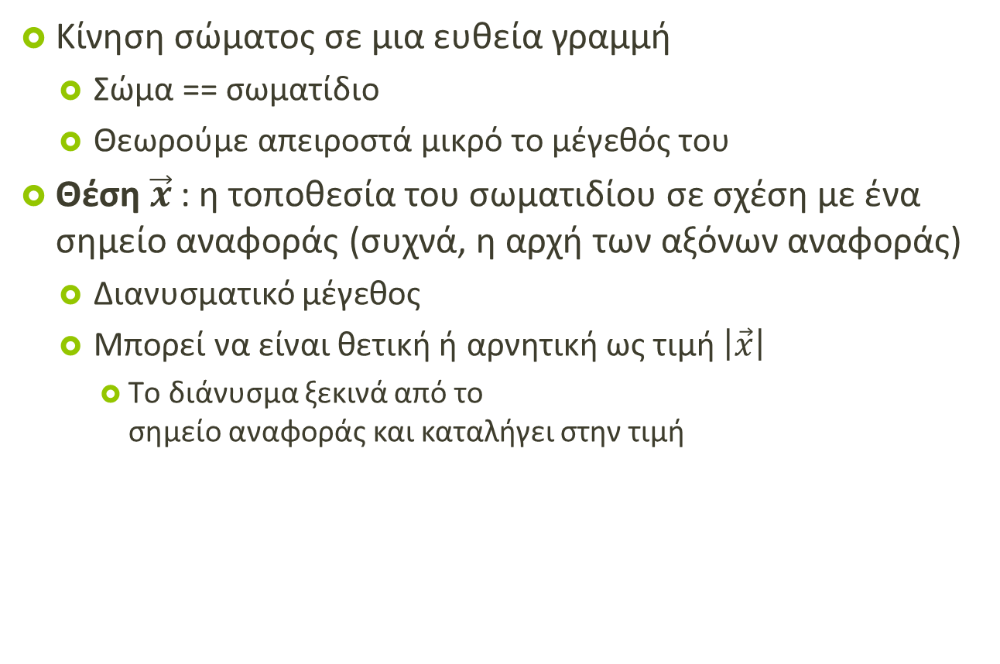 Κίνηση σώματος σε μια ευθεία γραμμή
Σώμα == σωματίδιο
Θεωρούμε απειροστά μικρό το μέγεθός του
Θέση x⃗ : η τοποθεσία του σωματιδίου σε σχέση με ένα
σημείο αναφοράς (συχνά, η αρχή των αξόνων αναφοράς)
Διανυσματικό μέγεθος
Μπορεί να είναι θετική ή αρνητική ως τιμή |x⃗|
Το διάνυσμα ξεκινά από το
σημείο αναφοράς και καταλήγει στην τιμή